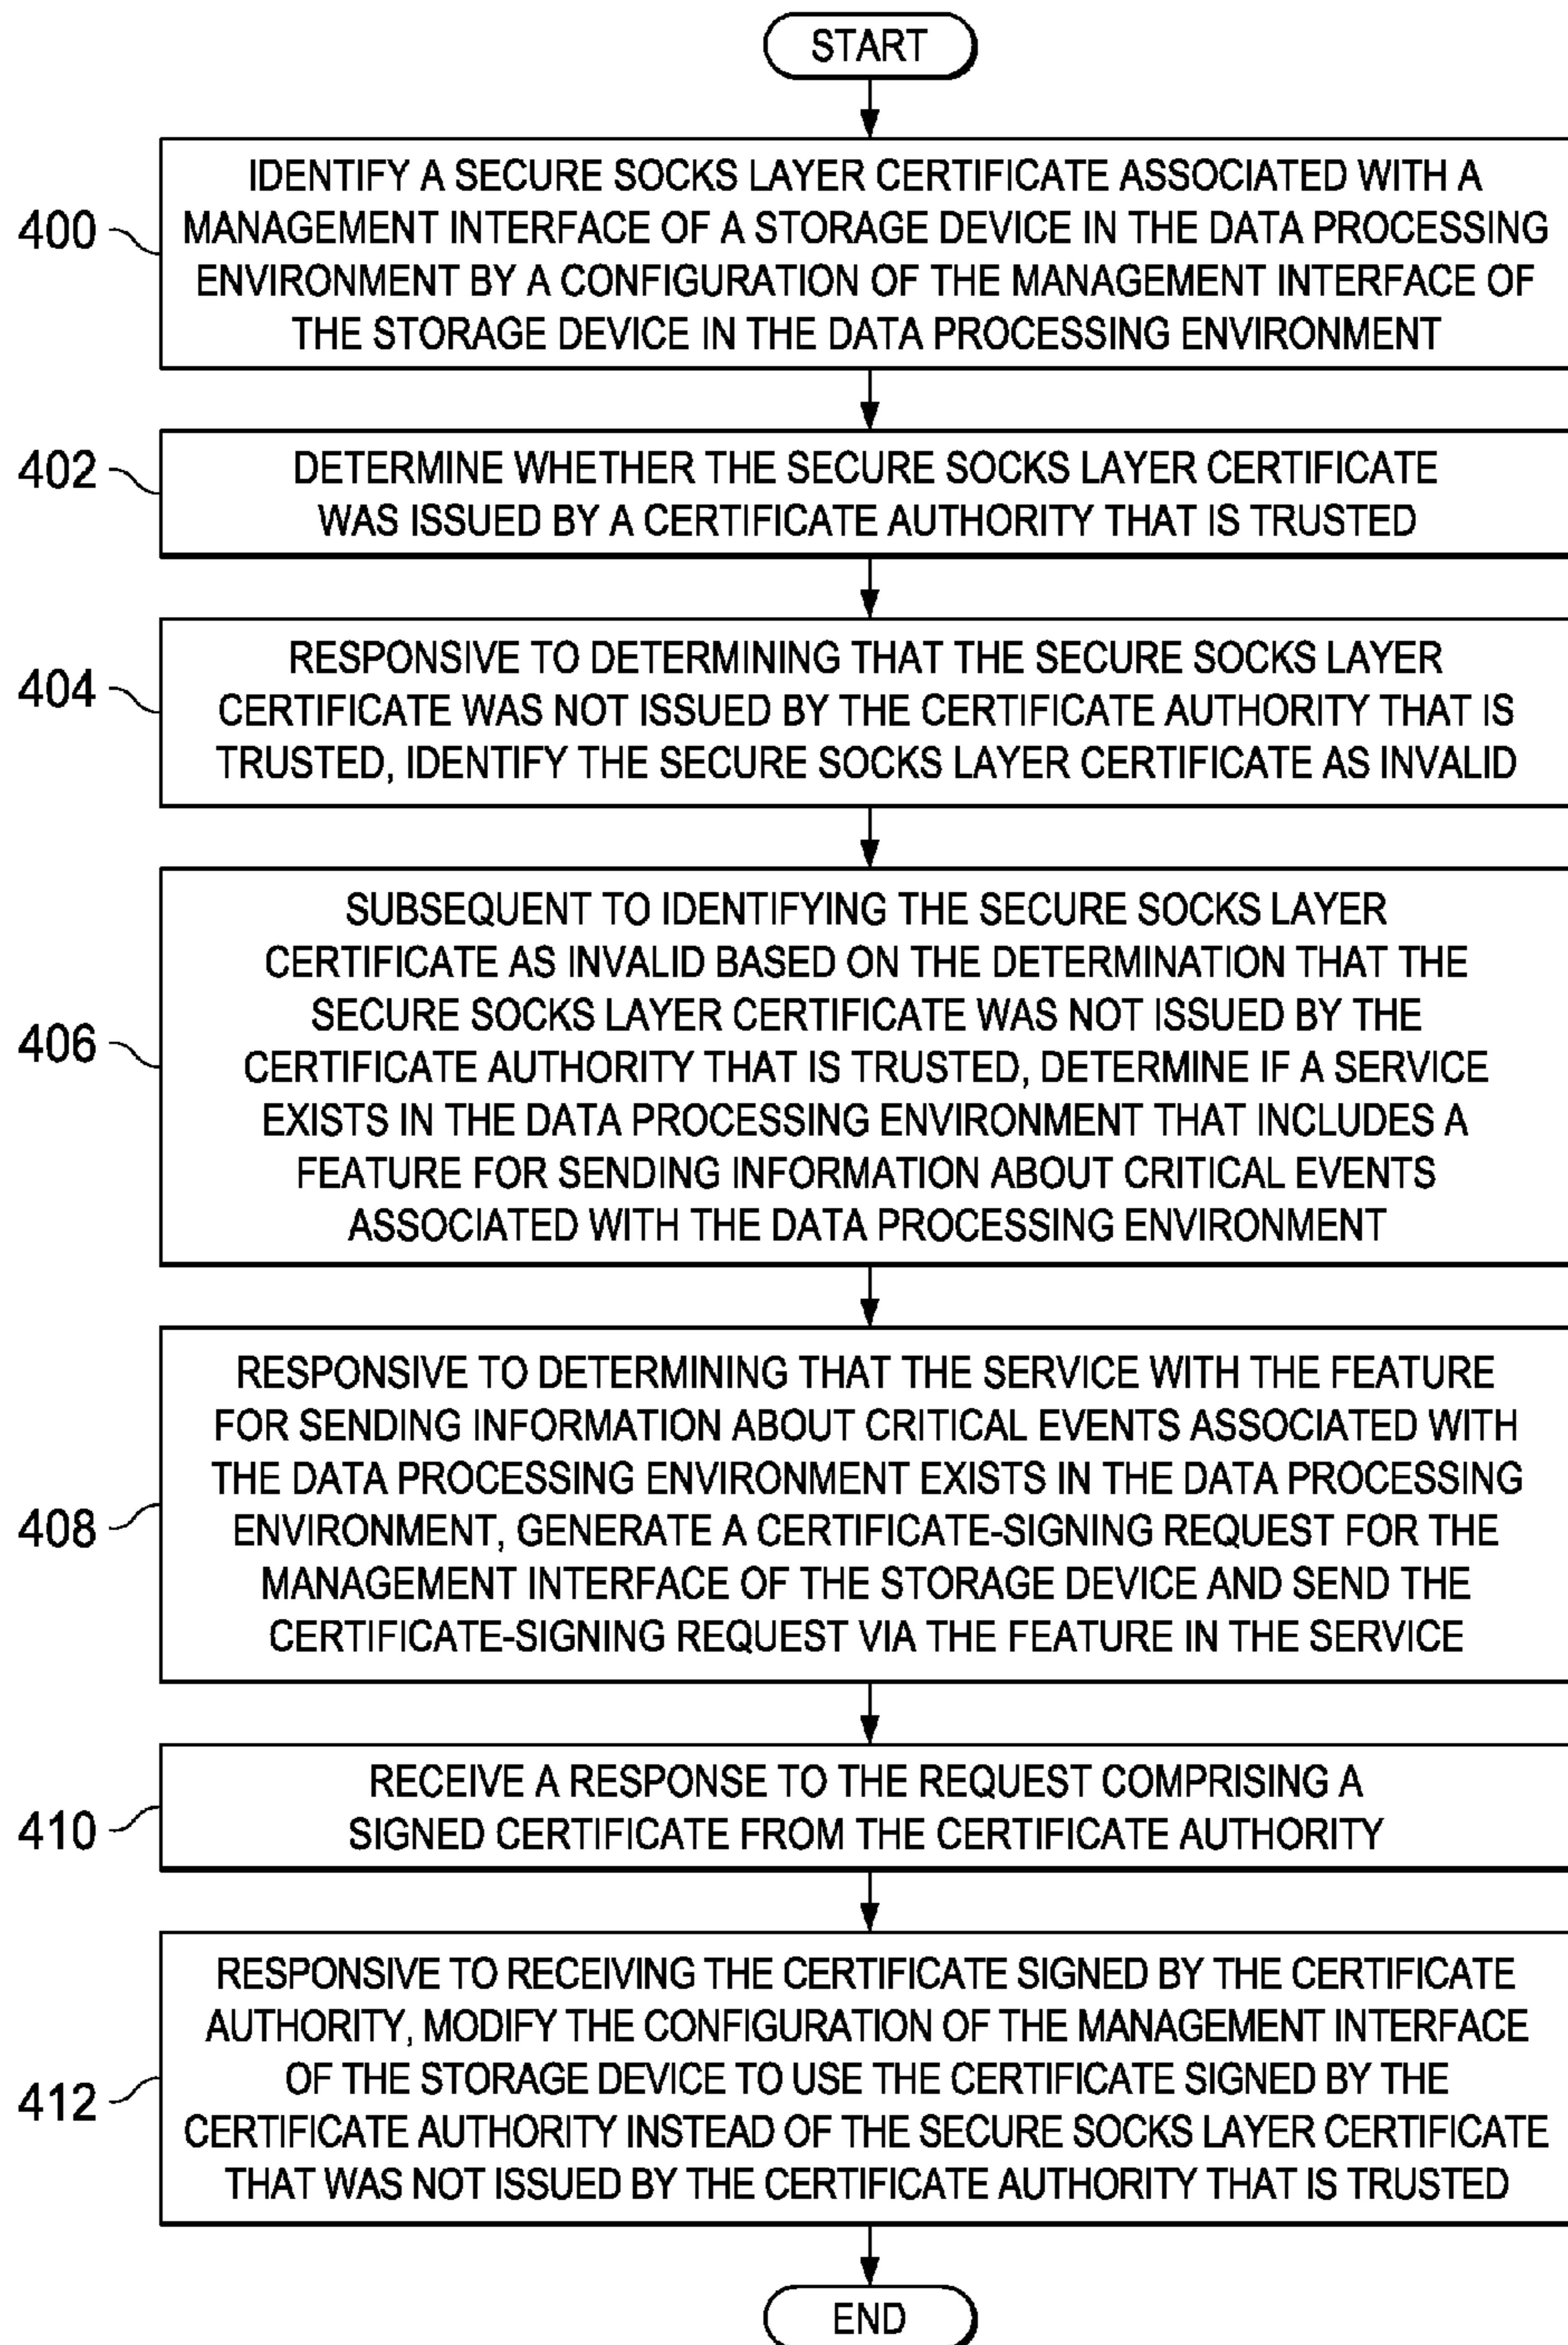 START
400
IDENTIFY A SECURE SOCKS LAYER CERTIFICATE ASSOCIATED WITH A
MANAGEMENT INTERFACE OF A STORAGE DEVICE IN THE DATA PROCESSING
ENVIRONMENT BY A CONFIGURATION OF THE MANAGEMENT INTERFACE OF
THE STORAGE DEVICE IN THE DATA PROCESSING ENVIRONMENT
402
DETERMINE WHETHER THE SECURE SOCKS LAYER CERTIFICATE
WAS ISSUED BY A CERTIFICATE AUTHORITY THAT IS TRUSTED
404
RESPONSIVE TO DETERMINING THAT THE SECURE SOCKS LAYER
CERTIFICATE WAS NOT ISSUED BY THE CERTIFICATE AUTHORITY THAT IS
TRUSTED, IDENTIFY THE SECURE SOCKS LAYER CERTIFICATE AS INVALID
406
SUBSEQUENT TO IDENTIFYING THE SECURE SOCKS LAYER
CERTIFICATE AS INVALID BASED ON THE DETERMINATION THAT THE
SECURE SOCKS LAYER CERTIFICATE WAS NOT ISSUED BY THE
CERTIFICATE AUTHORITY THAT IS TRUSTED, DETERMINE IF A SERVICE
EXISTS IN THE DATA PROCESSING ENVIRONMENT THAT INCLUDES A
FEATURE FOR SENDING INFORMATION ABOUT CRITICAL EVENTS
ASSOCIATED WITH THE DATA PROCESSING ENVIRONMENT
408
RESPONSIVE TO DETERMINING THAT THE SERVICE WITH THE FEATURE
FOR SENDING INFORMATION ABOUT CRITICAL EVENTS ASSOCIATED WITH
THE DATA PROCESSING ENVIRONMENT EXISTS IN THE DATA PROCESSING
ENVIRONMENT, GENERATE A CERTIFICATE-SIGNING REQUEST FOR THE
MANAGEMENT INTERFACE OF THE STORAGE DEVICE AND SEND THE
CERTIFICATE-SIGNING REQUEST VIA THE FEATURE IN THE SERVICE
410
RECEIVE A RESPONSE TO THE REQUEST COMPRISING A
SIGNED CERTIFICATE FROM THE CERTIFICATE AUTHORITY
412
RESPONSIVE TO RECEIVING THE CERTIFICATE SIGNED BY THE CERTIFICATE
AUTHORITY, MODIFY THE CONFIGURATION OF THE MANAGEMENT INTERFACE
OF THE STORAGE DEVICE TO USE THE CERTIFICATE SIGNED BY THE
CERTIFICATE AUTHORITY INSTEAD OF THE SECURE SOCKS LAYER CERTIFICATE
THAT WAS NOT ISSUED BY THE CERTIFICATE AUTHORITY THAT IS TRUSTED
END